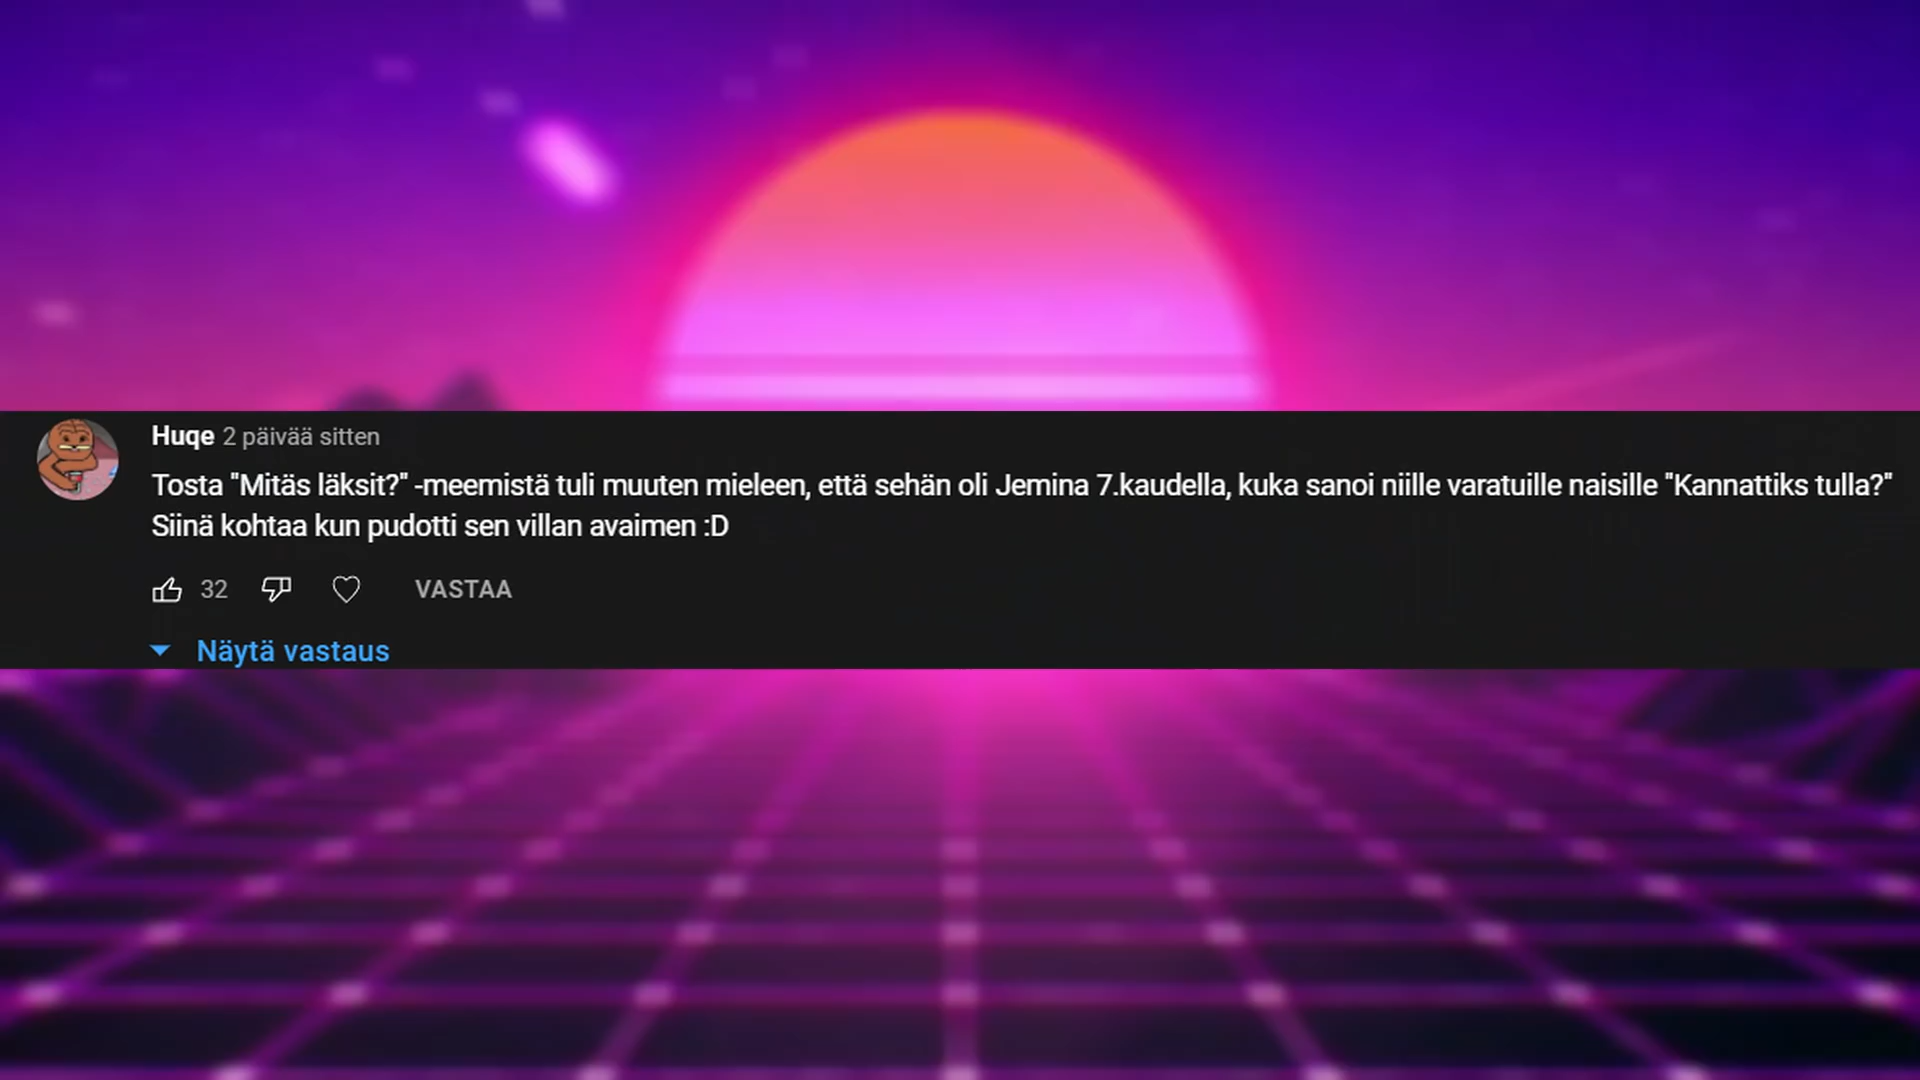 Huqe 2 päivää sitten
Tosta "Mitäs läksit?" -meemistä tuli muuten mieleen, että sehän oli Jemina 7.kaudella, kuka sanoi niille varatuille naisille "Kannattiks tulla?"
Siinä kohtaa kun pudotti sen villan avaimen :D
32 VASTAA
Näytä vastaus